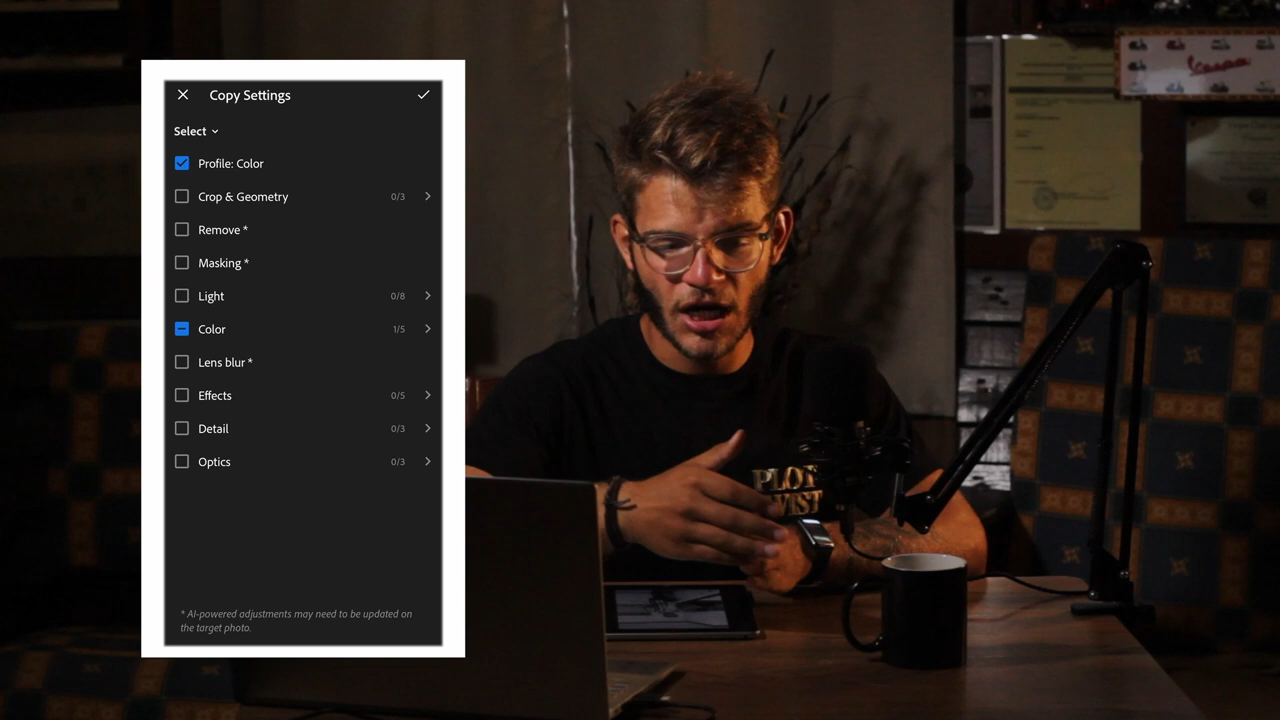 Copy Settings
Select
Profile: Color
Crop & Geometry 0/3
Remove *
Masking *
Light 0/8
Color 1/5
Lens blur *
Effects 0/5
Detail 0/3
Optics 0/3
* AI-powered adjustments may need to be updated on
the target photo.
Vespa
PLOT
TWIST